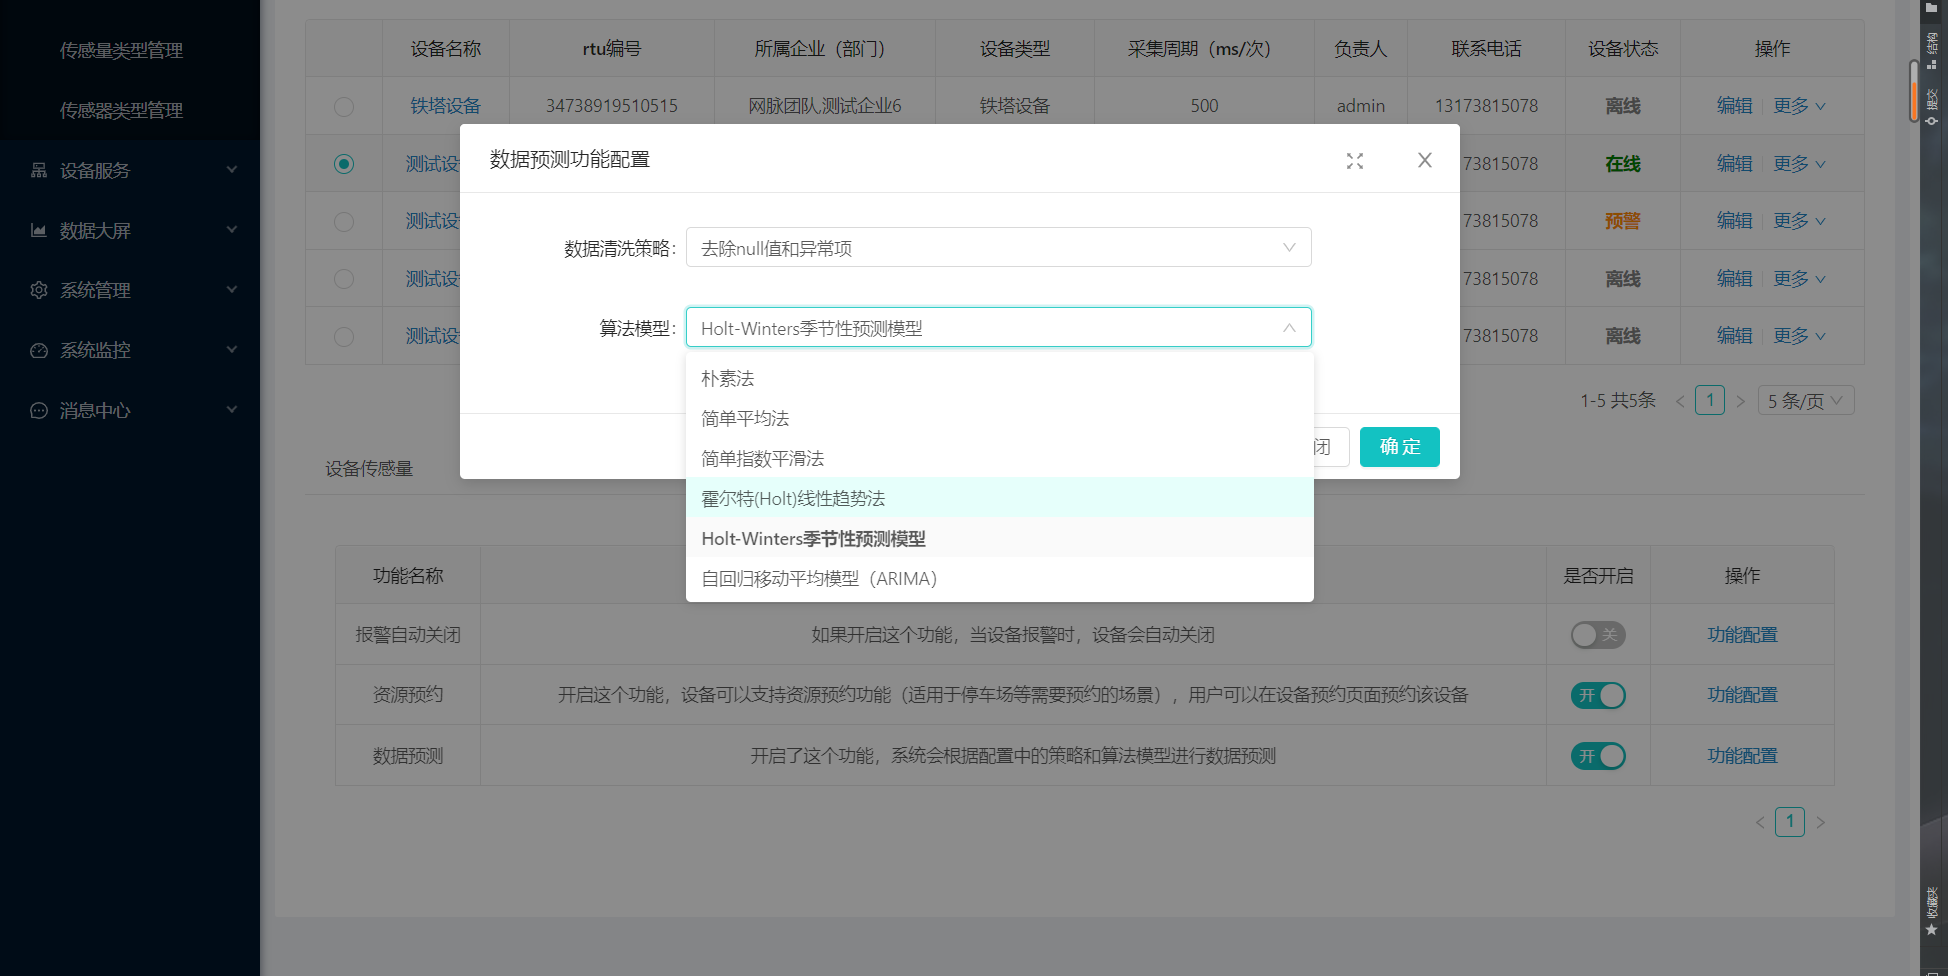 传感量类型管理
传感器类型管理
设备服务
数据大屏
系统管理
系统监控
消息中心
设备名称 rtu编号 所属企业（部门） 设备类型 采集周期（ms/次） 负责人 联系电话 设备状态 操作
铁塔设备 34738919510515 网脉团队,测试企业6 铁塔设备 500 admin 13173815078 离线 编辑 更多
测试设 73815078 在线 编辑 更多
测试设 73815078 预警 编辑 更多
测试设 73815078 离线 编辑 更多
测试设 73815078 离线 编辑 更多
1-5 共5条 < 1 > 5 条/页
数据预测功能配置
数据清洗策略: 去除null值和异常项
算法模型: Holt-Winters季节性预测模型
朴素法
简单平均法
简单指数平滑法
霍尔特(Holt)线性趋势法
Holt-Winters季节性预测模型
自回归移动平均模型（ARIMA）
闭 确 定
设备传感量
功能名称 是否开启 操作
报警自动关闭 如果开启这个功能，当设备报警时，设备会自动关闭 关 功能配置
资源预约 开启这个功能，设备可以支持资源预约功能（适用于停车场等需要预约的场景），用户可以在设备预约页面预约该设备 开 功能配置
数据预测 开启了这个功能，系统会根据配置中的策略和算法模型进行数据预测 开 功能配置
< 1 >
结构
提交
收藏夹